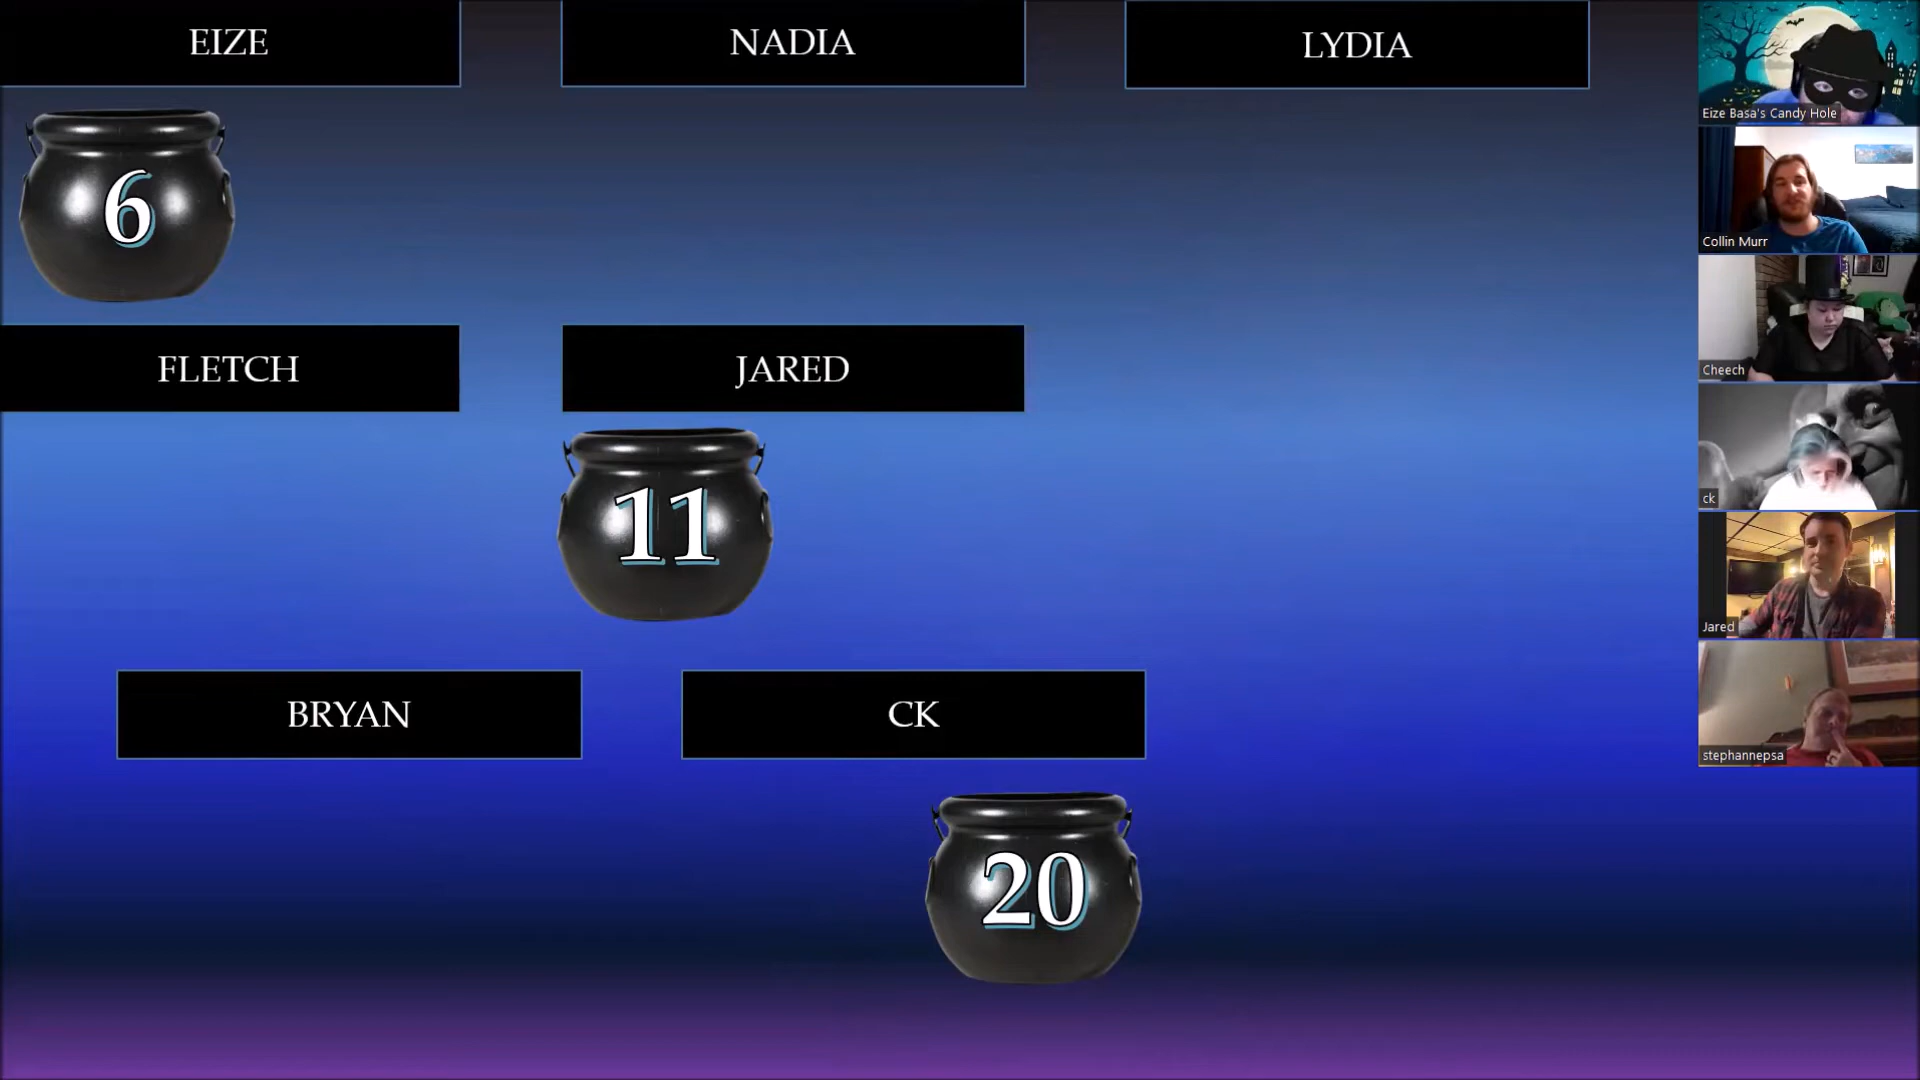 EIZE
NADIA
LYDIA
6
FLETCH
JARED
11
BRYAN
CK
20
Eize Basa's Candy Hole
Collin Murr
Cheech
ck
Jared
stephannepsa